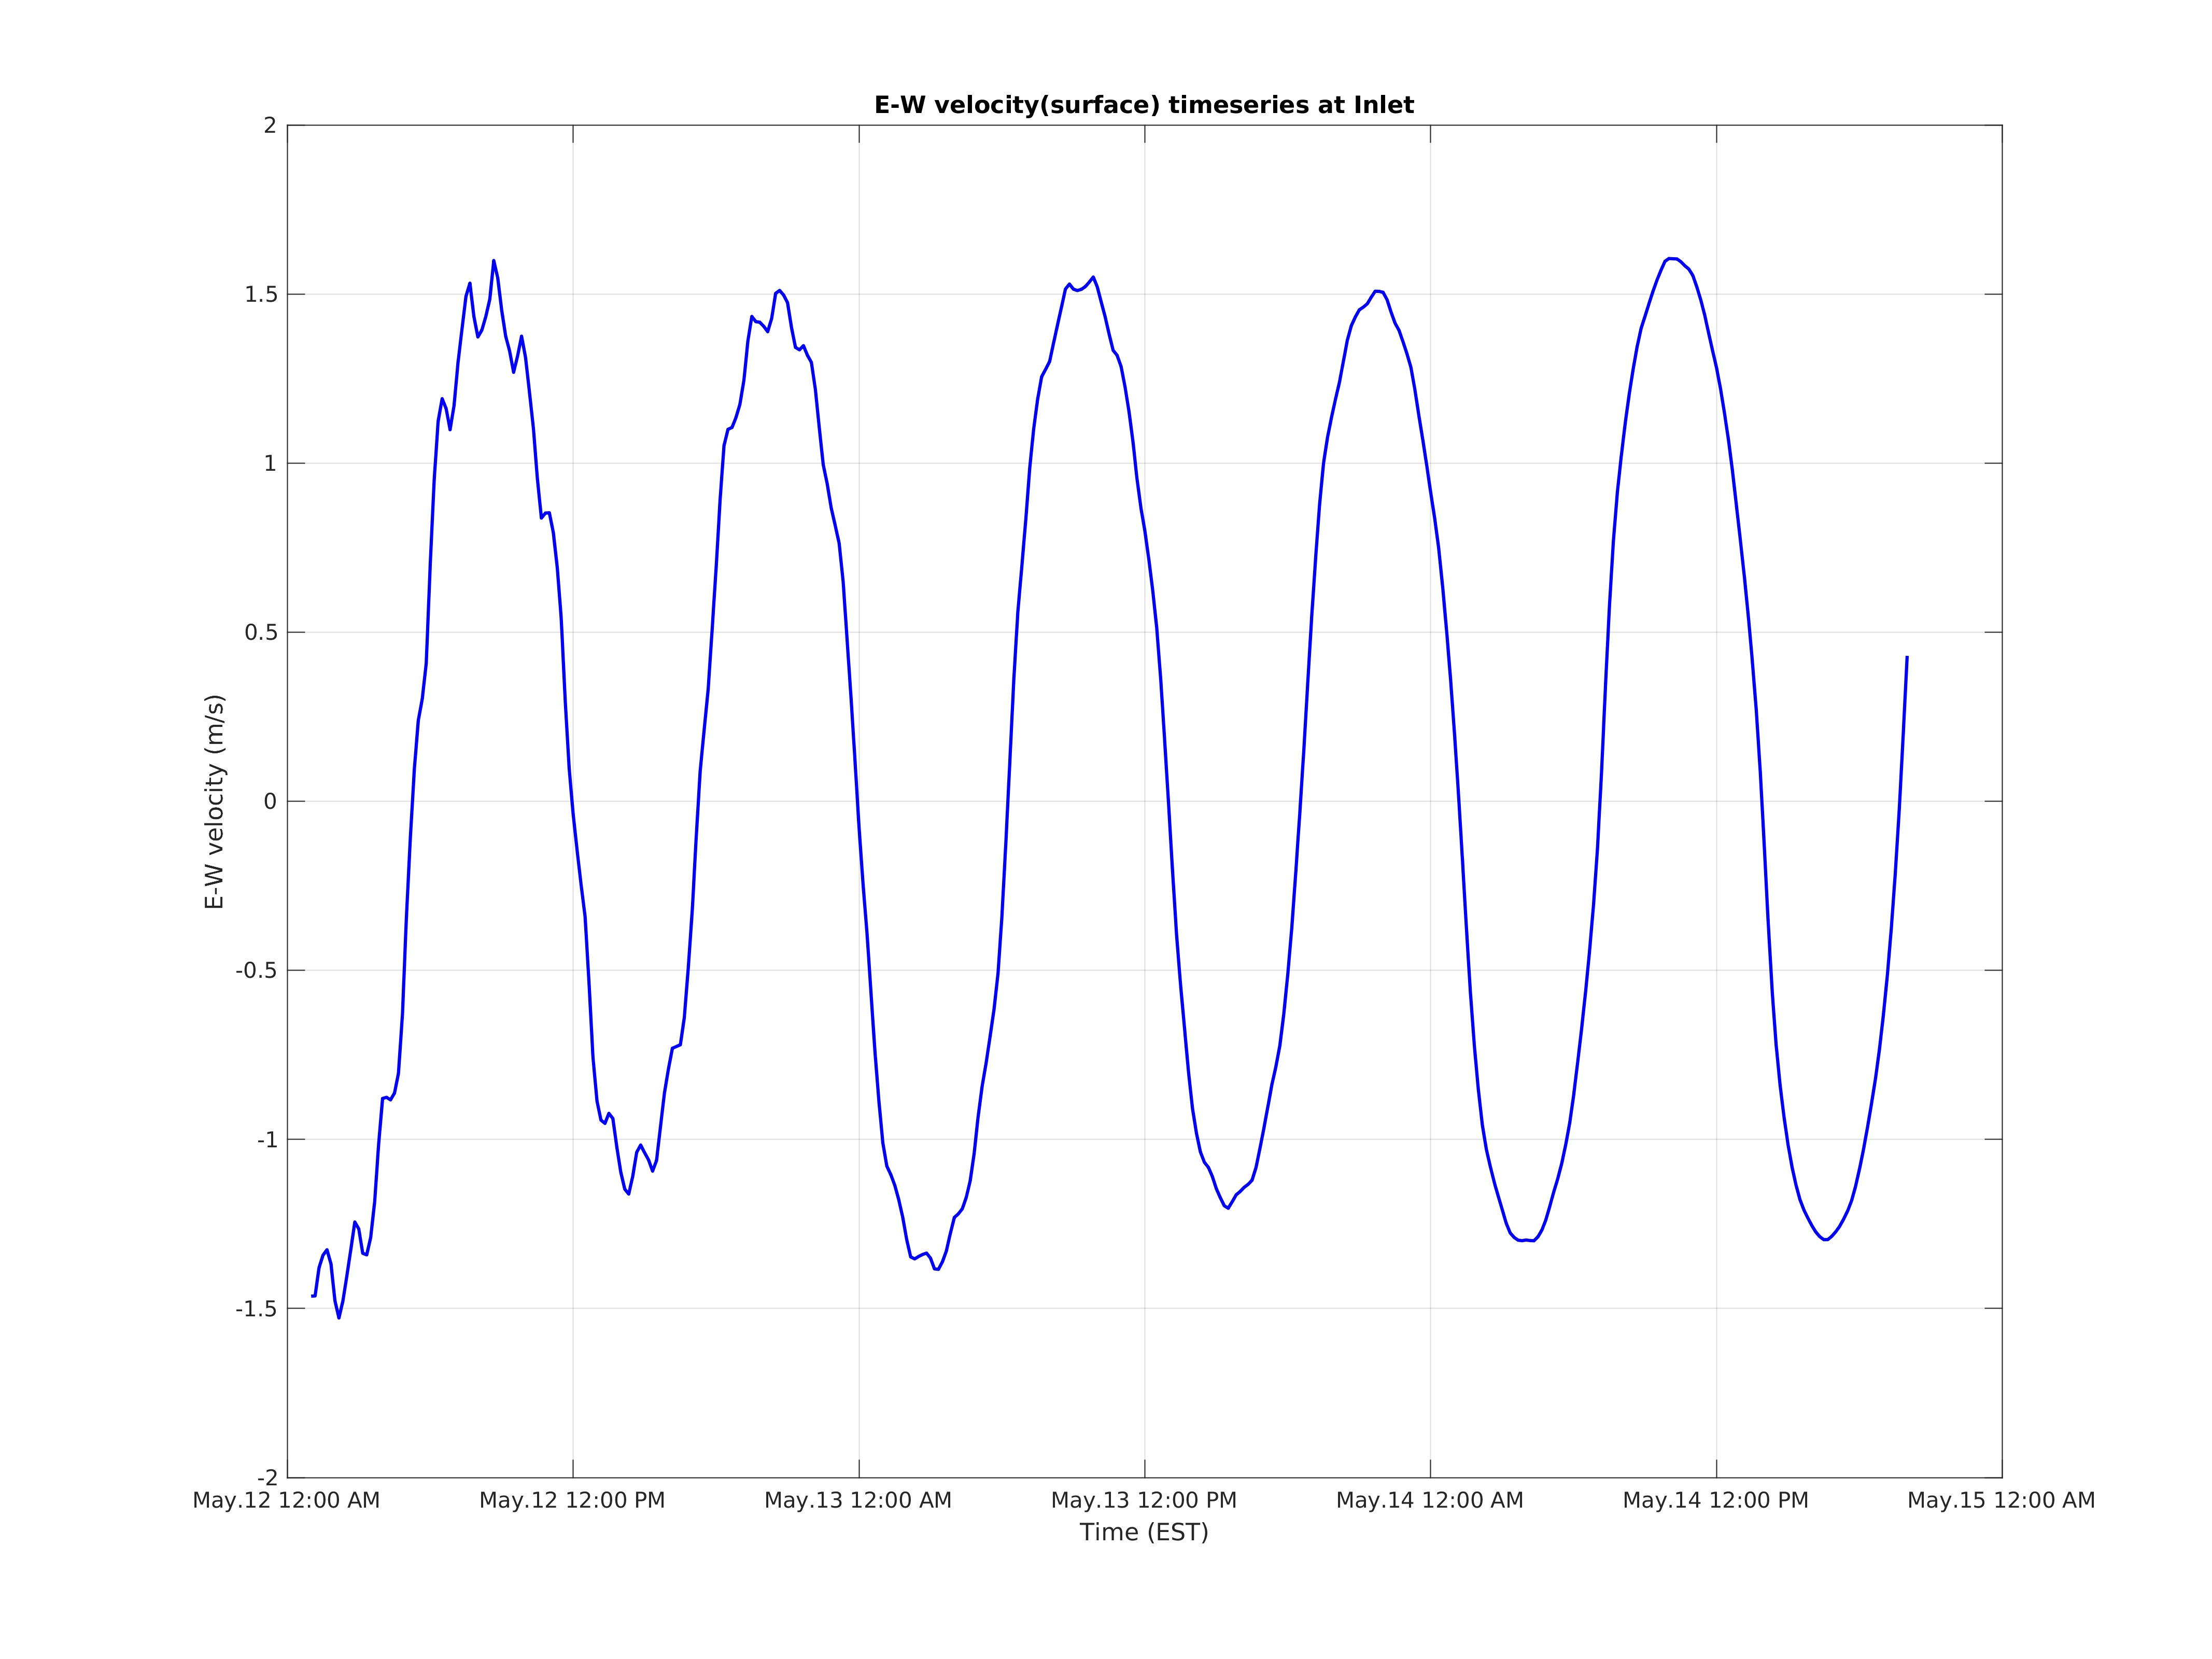 E-W velocity(surface) timeseries at Inlet
2
1.5
1
0.5
0
-0.5
-1
-1.5
-2
E-W velocity (m/s)
May.12 12:00 AM May.12 12:00 PM May.13 12:00 AM May.13 12:00 PM May.14 12:00 AM May.14 12:00 PM May.15 12:00 AM
Time (EST)